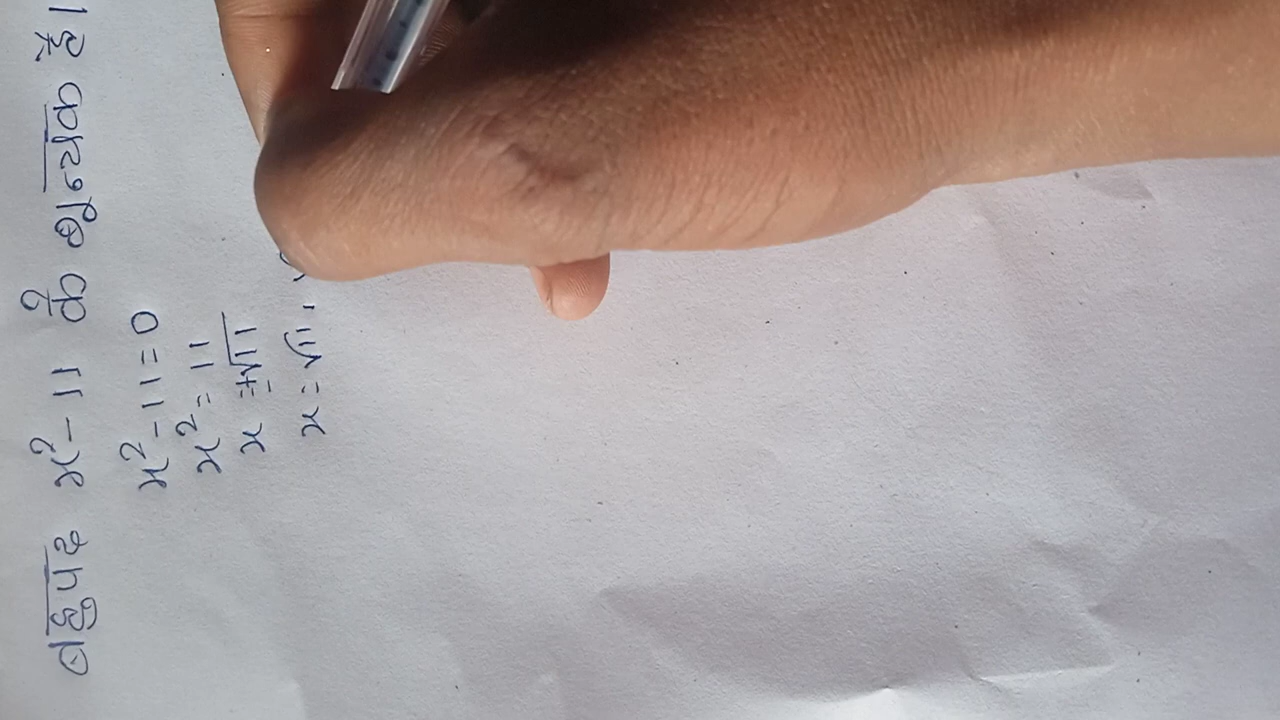 बहुपद x² - 11 के शून्यक है।
x² - 11 = 0
x² = 11
x = ±√11
x = √11,